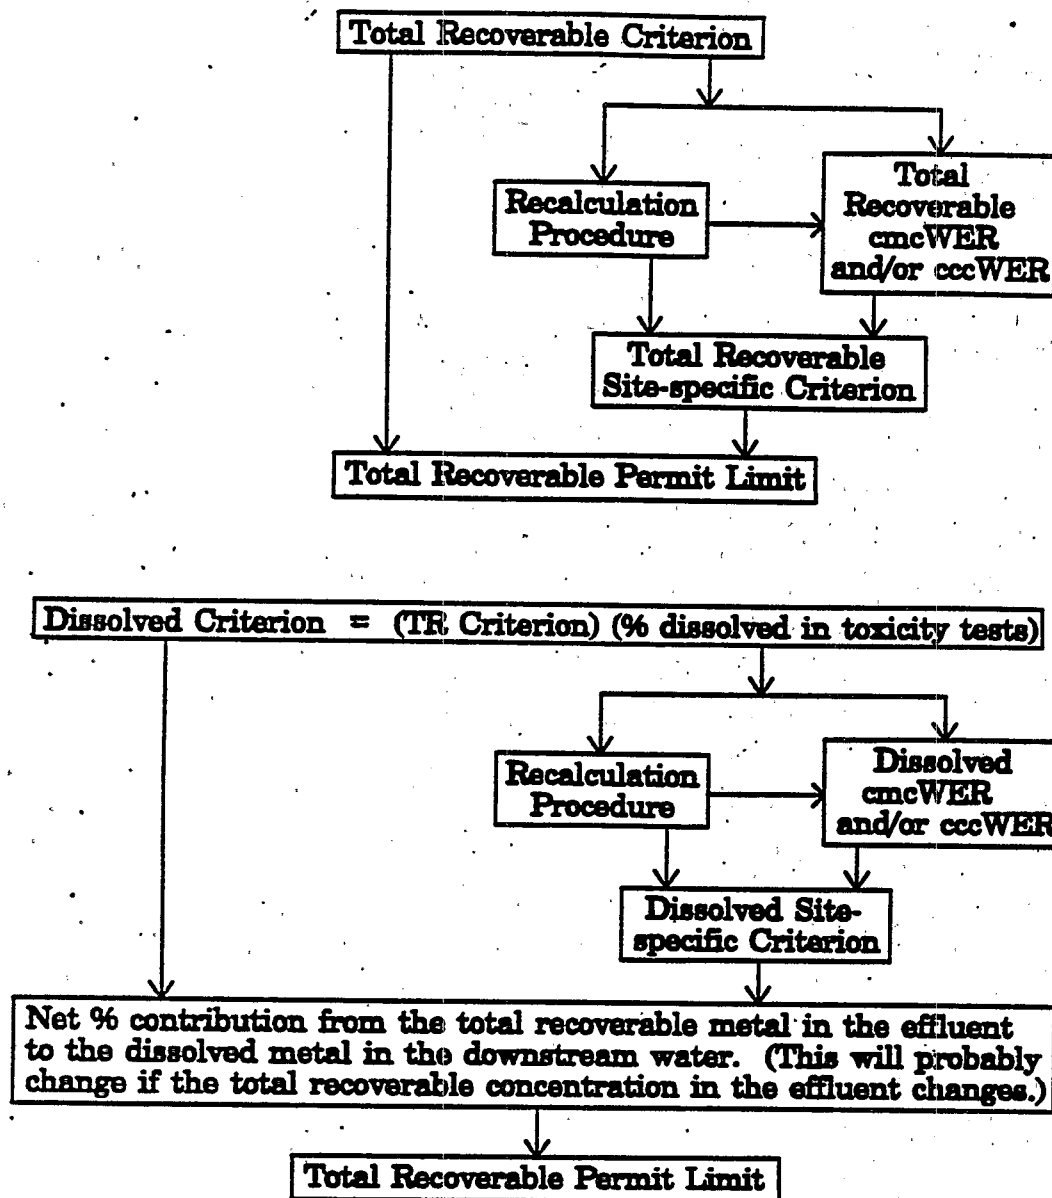 Total Recoverable Criterion
Recalculation
Procedure
Total
Recoverable
cmcWER
and/or cccWER
Total Recoverable
Site-specific Criterion
Total Recoverable Permit Limit
Dissolved Criterion = (TR Criterion) (% dissolved in toxicity tests)
Recalculation
Procedure
Dissolved
cmcWER
and/or cccWER
Dissolved Site-
specific Criterion
Net % contribution from the total recoverable metal in the effluent
to the dissolved metal in the downstream water. (This will probably
change if the total recoverable concentration in the effluent changes.)
Total Recoverable Permit Limit